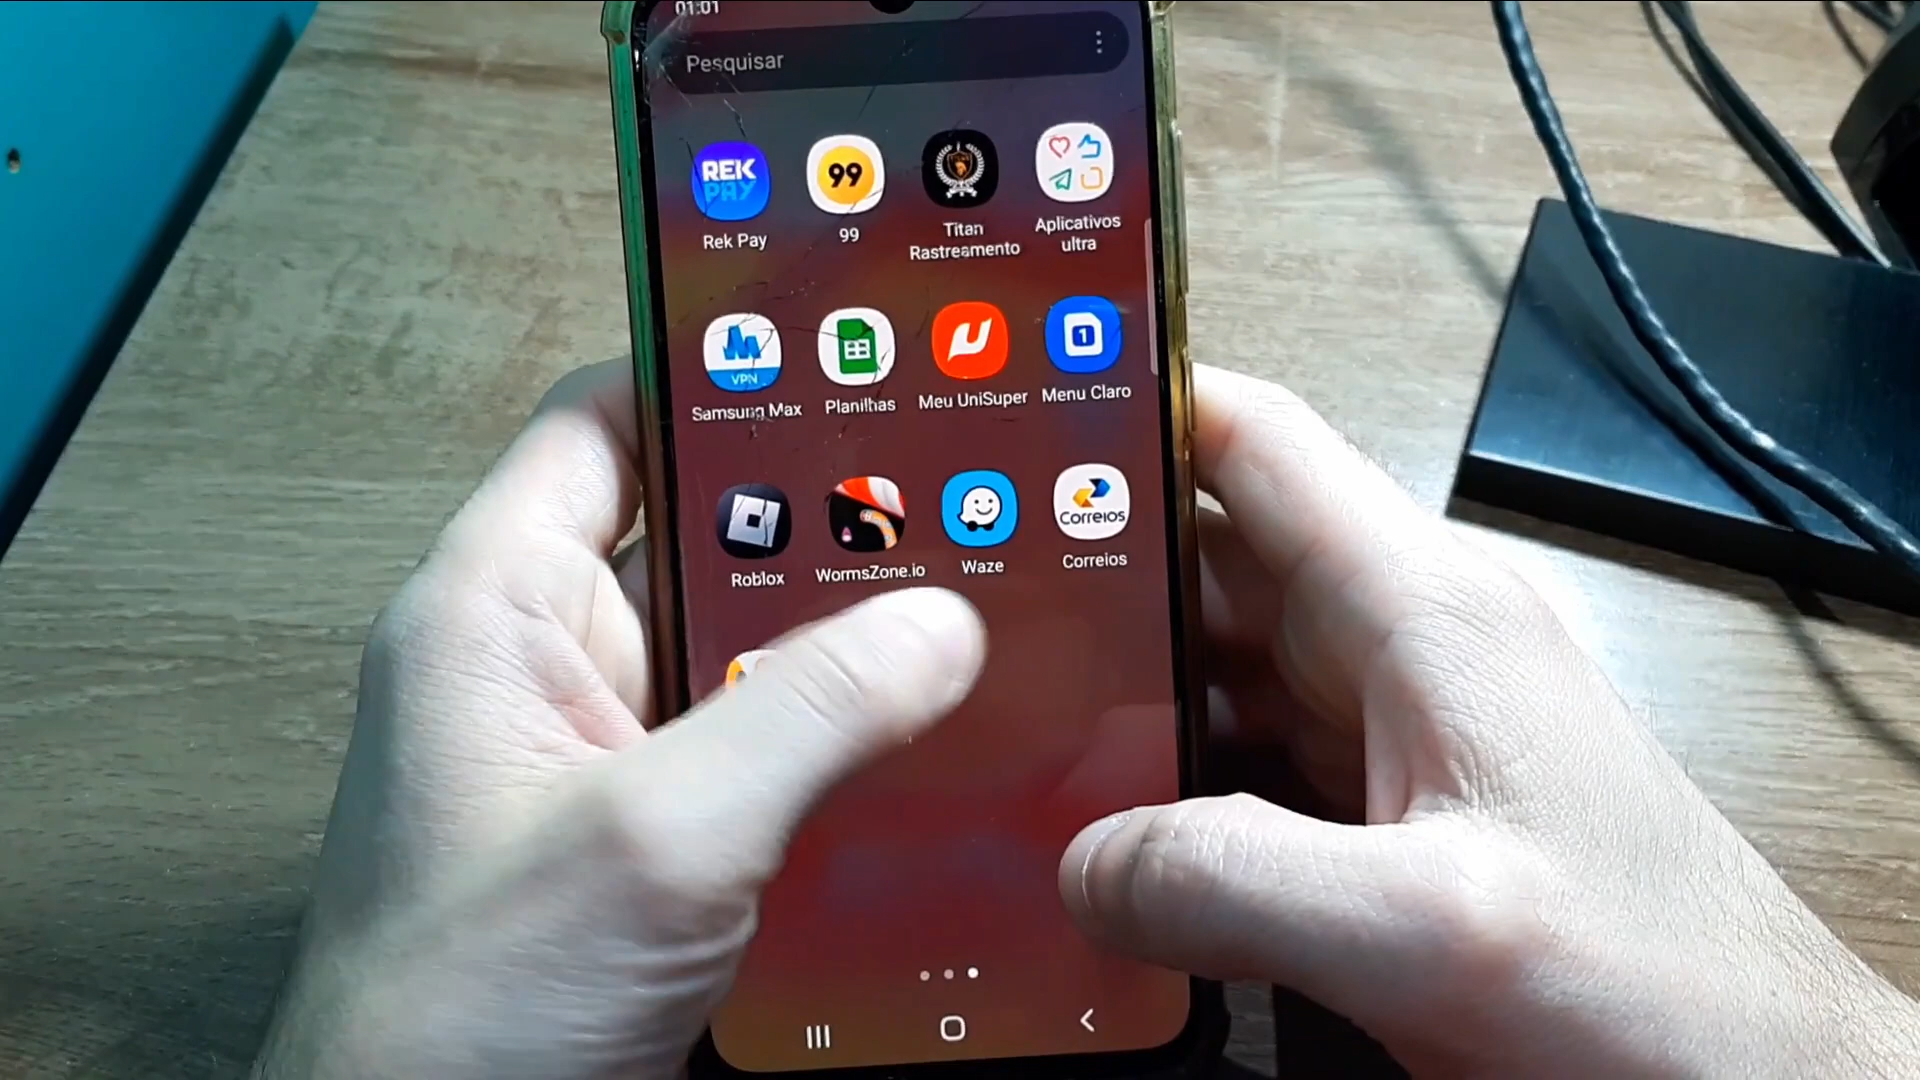 01:01
Pesquisar
REK
PAY
99
Rek Pay
99
Titan
Rastreamento
Aplicativos
ultra
VPN
1
Samsung Max
Planilhas
Meu UniSuper
Menu Claro
Correios
Roblox
WormsZone.io
Waze
Correios